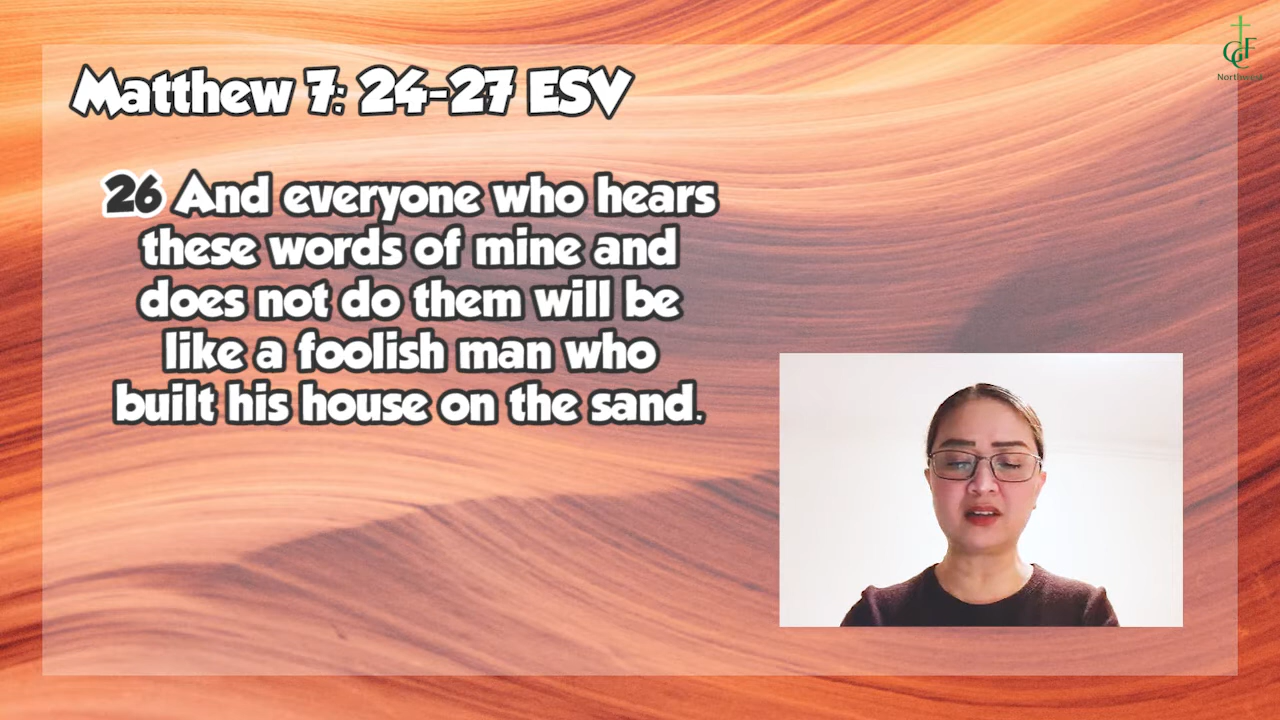 Matthew 7: 24-27 ESV
26 And everyone who hears
these words of mine and
does not do them will be
like a foolish man who
built his house on the sand.
GCF
Northwest